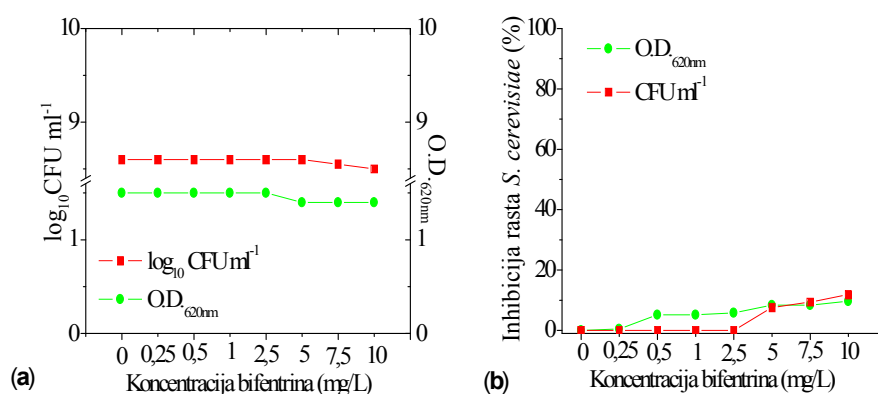 10
9
1
0
log₁₀CFU ml⁻¹
10
9
1
0
O.D.₆₂₀nm
log₁₀ CFU ml⁻¹
O.D.₆₂₀nm
0 0,25 0,5 1 2,5 5 7,5 10
Koncentracija bifentrina (mg/L)
(a)
100
80
60
40
20
0
Inhibicija rasta S. cerevisiae (%)
O.D.₆₂₀nm
CFU ml⁻¹
0 0,25 0,5 1 2,5 5 7,5 10
Koncentracija bifentrina (mg/L)
(b)